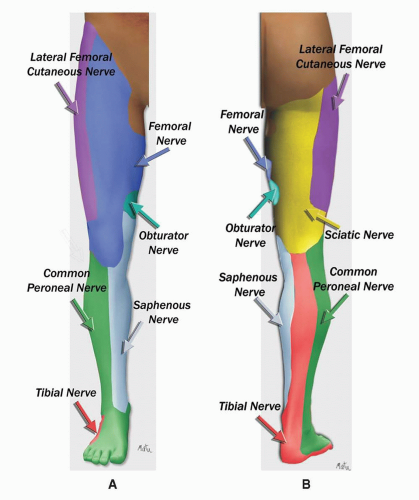 Lateral Femoral
Cutaneous Nerve
Femoral
Nerve
Obturator
Nerve
Common
Peroneal Nerve
Saphenous
Nerve
Tibial Nerve
A
Lateral Femoral
Cutaneous Nerve
Femoral
Nerve
Obturator
Nerve
Sciatic Nerve
Saphenous
Nerve
Common
Peroneal Nerve
Tibial Nerve
B